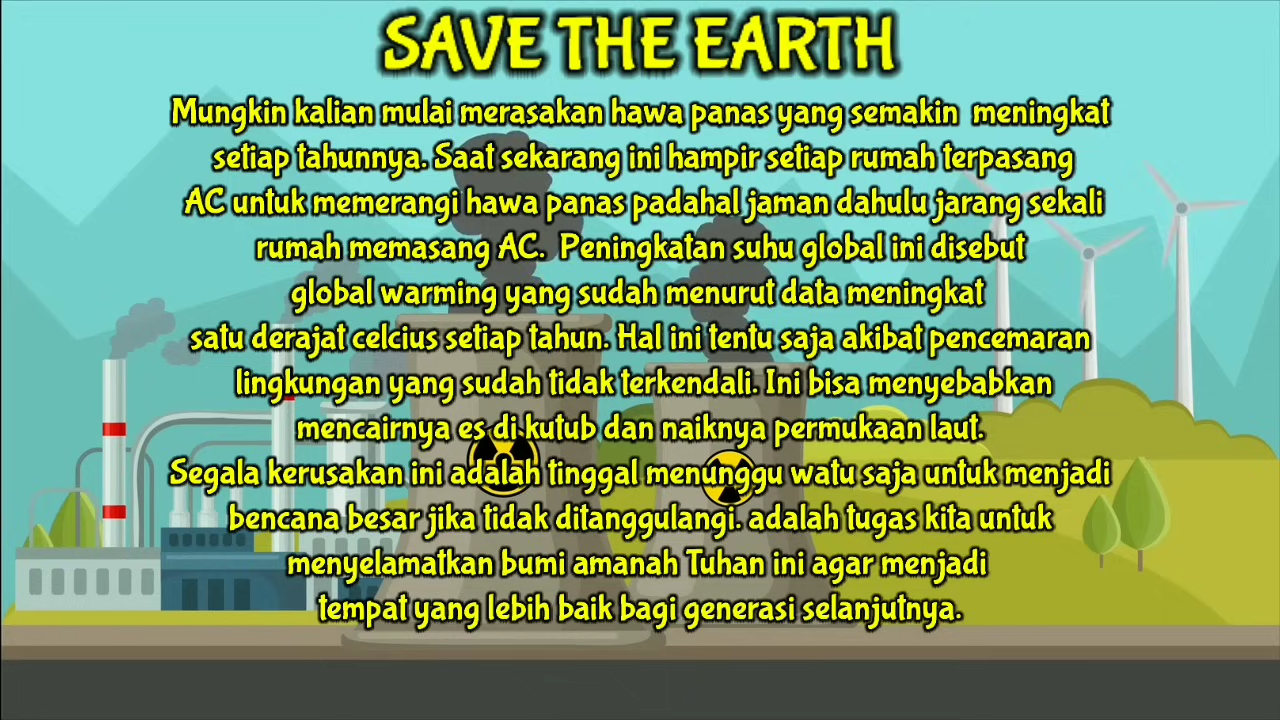 SAVE THE EARTH
Mungkin kalian mulai merasakan hawa panas yang semakin  meningkat
setiap tahunnya. Saat sekarang ini hampir setiap rumah terpasang
AC untuk memerangi hawa panas padahal jaman dahulu jarang sekali
rumah memasang AC.  Peningkatan suhu global ini disebut
global warming yang sudah menurut data meningkat
satu derajat celcius setiap tahun. Hal ini tentu saja akibat pencemaran
lingkungan yang sudah tidak terkendali. Ini bisa menyebabkan
mencairnya es di kutub dan naiknya permukaan laut.
Segala kerusakan ini adalah tinggal menunggu watu saja untuk menjadi
bencana besar jika tidak ditanggulangi. adalah tugas kita untuk
menyelamatkan bumi amanah Tuhan ini agar menjadi
tempat yang lebih baik bagi generasi selanjutnya.